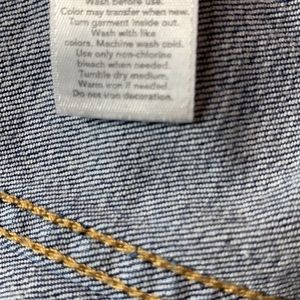 Wash before use.
Color may transfer when new.
Turn garment inside out.
Wash with like
colors. Machine wash cold.
Use only non-chlorine
bleach when needed.
Tumble dry medium.
Warm iron if needed.
Do not iron decoration.